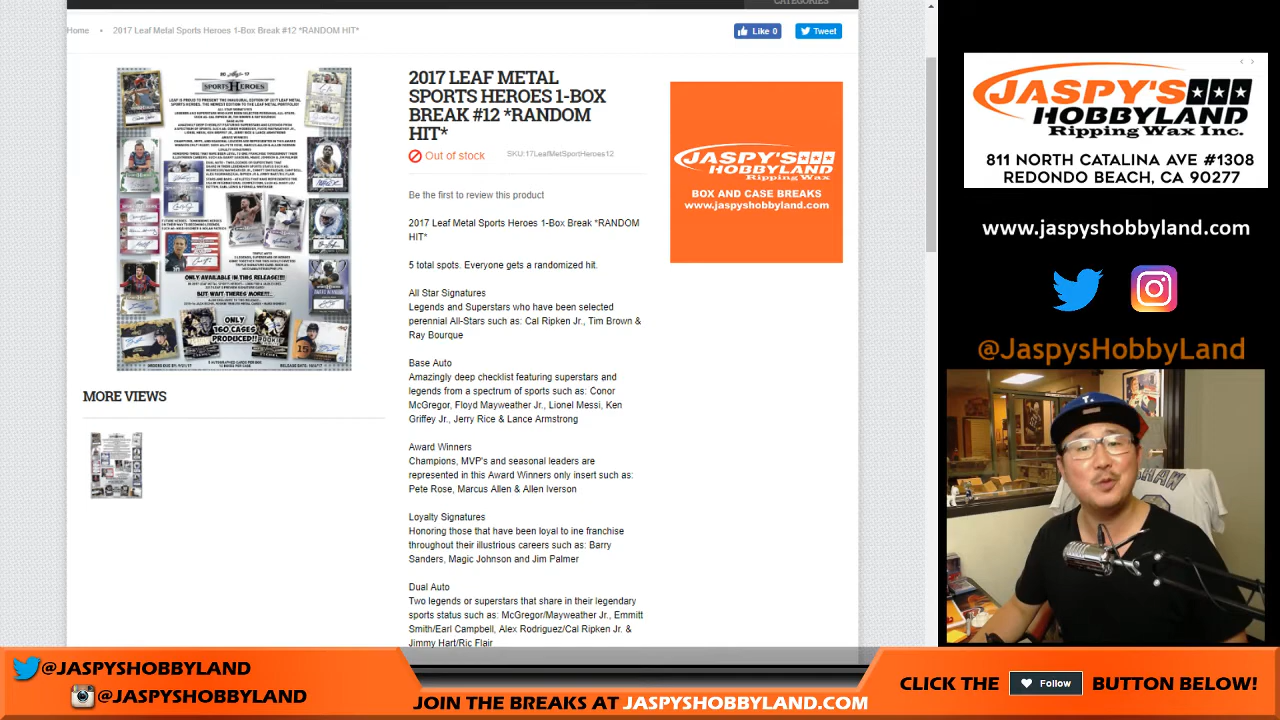 CATEGORIES
Home • 2017 Leaf Metal Sports Heroes 1-Box Break #12 *RANDOM HIT*
Like 0
Tweet
SPORTS HEROES
ONLY AVAILABLE IN THIS RELEASE!!!!
BUT WAIT THERES MORE!!!
ONLY
160 CASES
PRODUCED!!
MORE VIEWS
2017 LEAF METAL
SPORTS HEROES 1-BOX
BREAK #12 *RANDOM
HIT*
Out of stock
SKU:17LeafMetSportHeroes12
Be the first to review this product
2017 Leaf Metal Sports Heroes 1-Box Break *RANDOM
HIT*
5 total spots. Everyone gets a randomized hit.
All Star Signatures
Legends and Superstars who have been selected
perennial All-Stars such as: Cal Ripken Jr., Tim Brown &
Ray Bourque
Base Auto
Amazingly deep checklist featuring superstars and
legends from a spectrum of sports such as: Conor
McGregor, Floyd Mayweather Jr., Lionel Messi, Ken
Griffey Jr., Jerry Rice & Lance Armstrong
Award Winners
Champions, MVP's and seasonal leaders are
represented in this Award Winners only insert such as:
Pete Rose, Marcus Allen & Allen Iverson
Loyalty Signatures
Honoring those that have been loyal to ine franchise
throughout their illustrious careers such as: Barry
Sanders, Magic Johnson and Jim Palmer
Dual Auto
Two legends or superstars that share in their legendary
sports status such as: McGregor/Mayweather Jr., Emmitt
Smith/Earl Campbell, Alex Rodriguez/Cal Ripken Jr. &
Jimmy Hart/Ric Flair
JASPY'S
HOBBYLAND
Ripping Wax
BOX AND CASE BREAKS
www.jaspyshobbyland.com
JASPY'S
HOBBYLAND
Ripping Wax Inc.
811 NORTH CATALINA AVE #1308
REDONDO BEACH, CA 90277
www.jaspyshobbyland.com
@JaspysHobbyLand
@JASPYSHOBBYLAND
@JASPYSHOBBYLAND
JOIN THE BREAKS AT JASPYSHOBBYLAND.COM
CLICK THE Follow BUTTON BELOW!